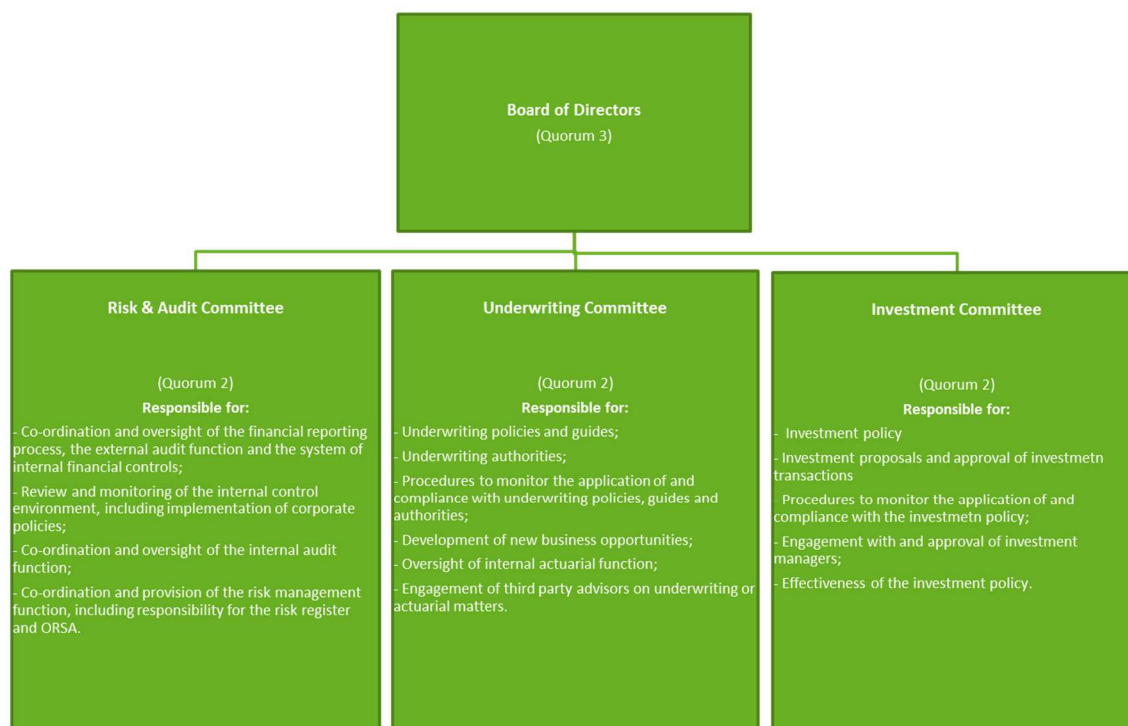 Board of Directors
(Quorum 3)
Risk & Audit Committee
(Quorum 2)
Responsible for:
- Co-ordination and oversight of the financial reporting
process, the external audit function and the system of
internal financial controls;
- Review and monitoring of the internal control
environment, including implementation of corporate
policies;
- Co-ordination and oversight of the internal audit
function;
- Co-ordination and provision of the risk management
function, including responsibility for the risk register
and ORSA.
Underwriting Committee
(Quorum 2)
Responsible for:
- Underwriting policies and guides;
- Underwriting authorities;
- Procedures to monitor the application of and
compliance with underwriting policies, guides and
authorities;
- Development of new business opportunities;
- Oversight of internal actuarial function;
- Engagement of third party advisors on underwriting or
actuarial matters.
Investment Committee
(Quorum 2)
Responsible for:
- Investment policy
- Investment proposals and approval of investmetn
transactions
- Procedures to monitor the application of and
compliance with the investmetn policy;
- Engagement with and approval of investment
managers;
- Effectiveness of the investment policy.